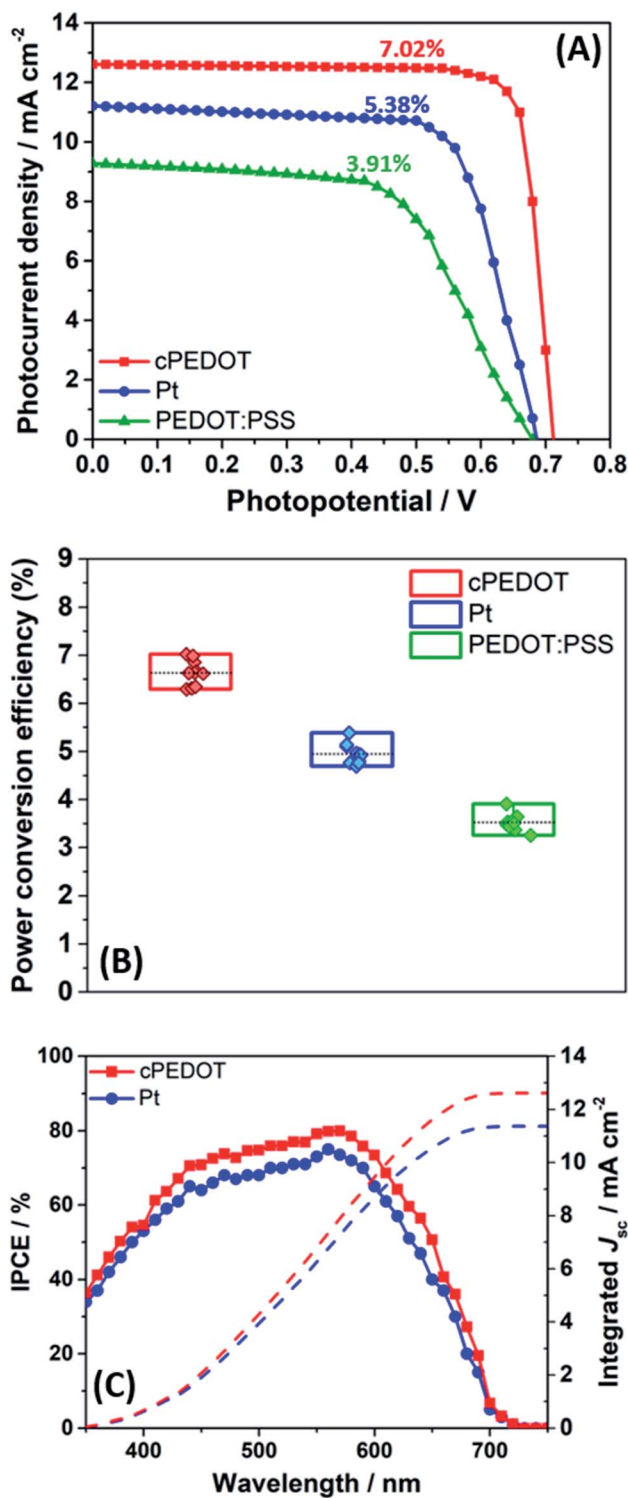 14
(A)
7.02%
12
5.38%
10
3.91%
8
6
4
cPEDOT
2
Pt
PEDOT:PSS
0
0.0 0.1 0.2 0.3 0.4 0.5 0.6 0.7 0.8
Photocurrent density / mA cm-2
Photopotential / V
9
cPEDOT
8
Pt
7
PEDOT:PSS
6
5
4
3
2
1
(B)
0
Power conversion efficiency (%)
100 14
cPEDOT
Pt
12
80
10
60
8
6
40
4
20
2
(C)
0 0
400 500 600 700
IPCE / %
Integrated Jsc / mA cm-2
Wavelength / nm